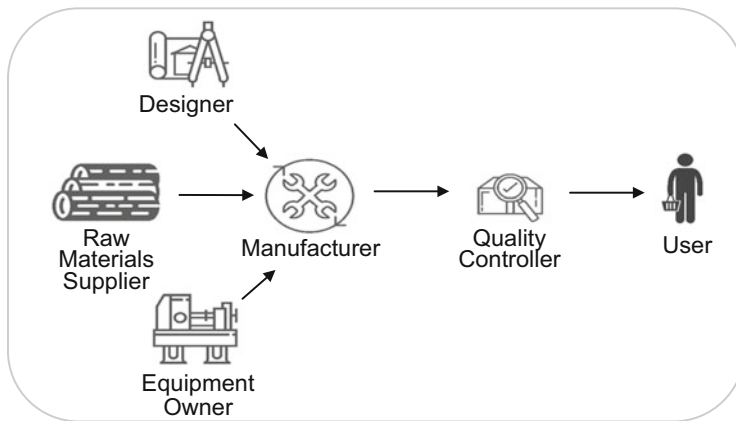 Designer
Raw
Materials
Supplier
Manufacturer
Quality
Controller
User
Equipment
Owner